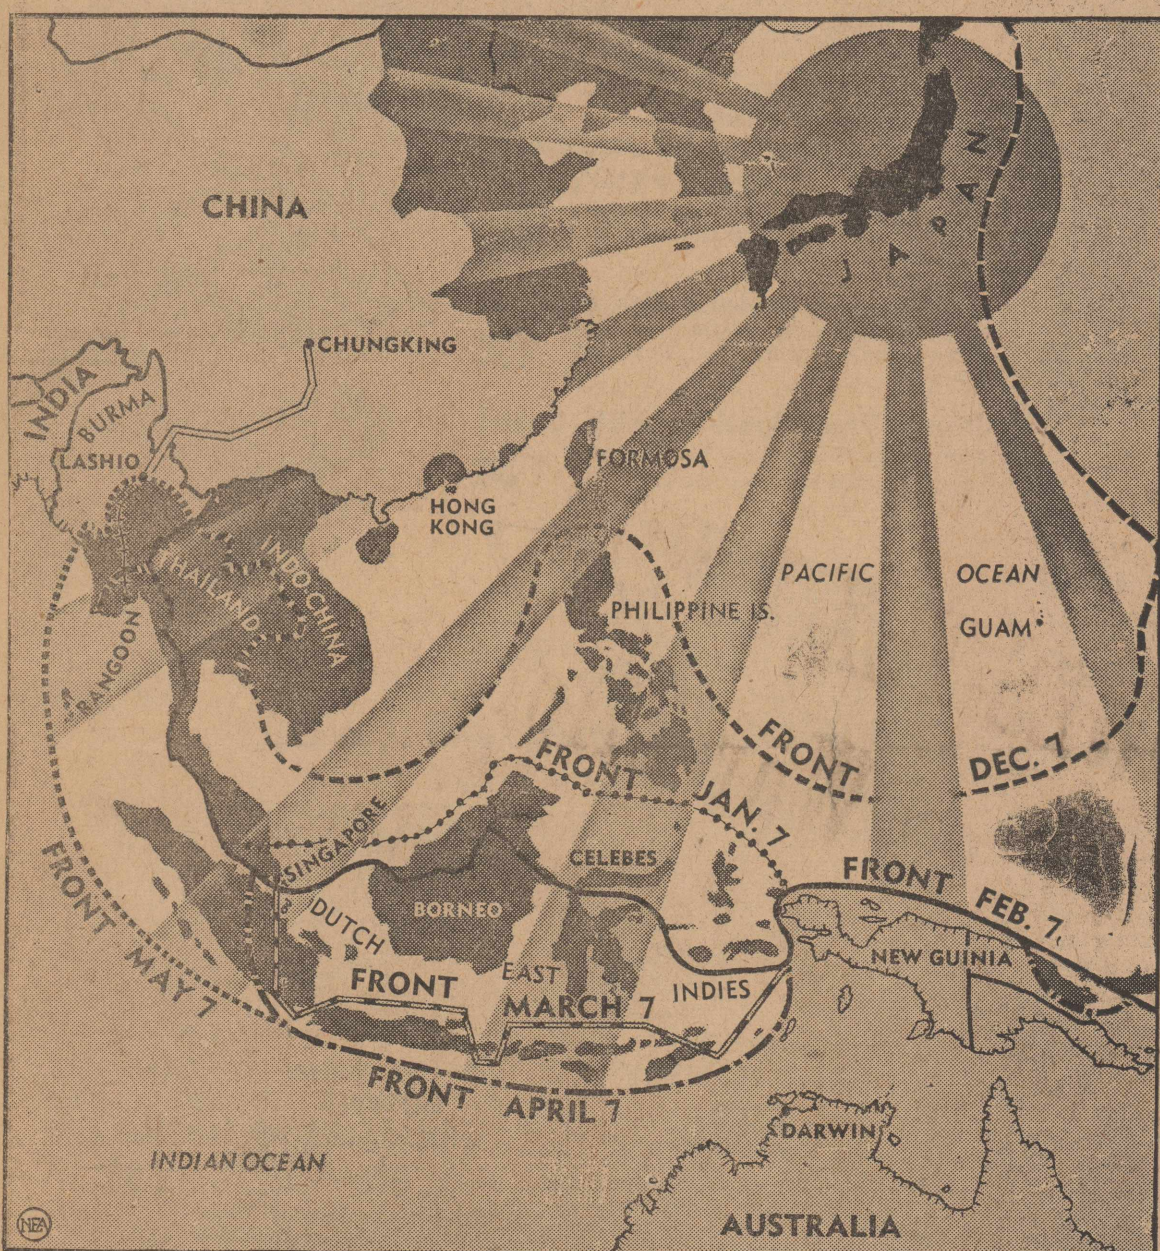 CHINA
JAPAN
CHUNGKING
INDIA
BURMA
LASHIO
FORMOSA
HONG
KONG
THAILAND
INDO-CHINA
PACIFIC
OCEAN
PHILIPPINE IS.
GUAM
RANGOON
FRONT
DEC. 7
FRONT
JAN. 7
SINGAPORE
CELEBES
FRONT
FEB. 7
DUTCH
BORNEO
EAST
INDIES
NEW GUINIA
FRONT
MARCH 7
FRONT MAY 7
FRONT APRIL 7
DARWIN
INDIAN OCEAN
AUSTRALIA
NEA